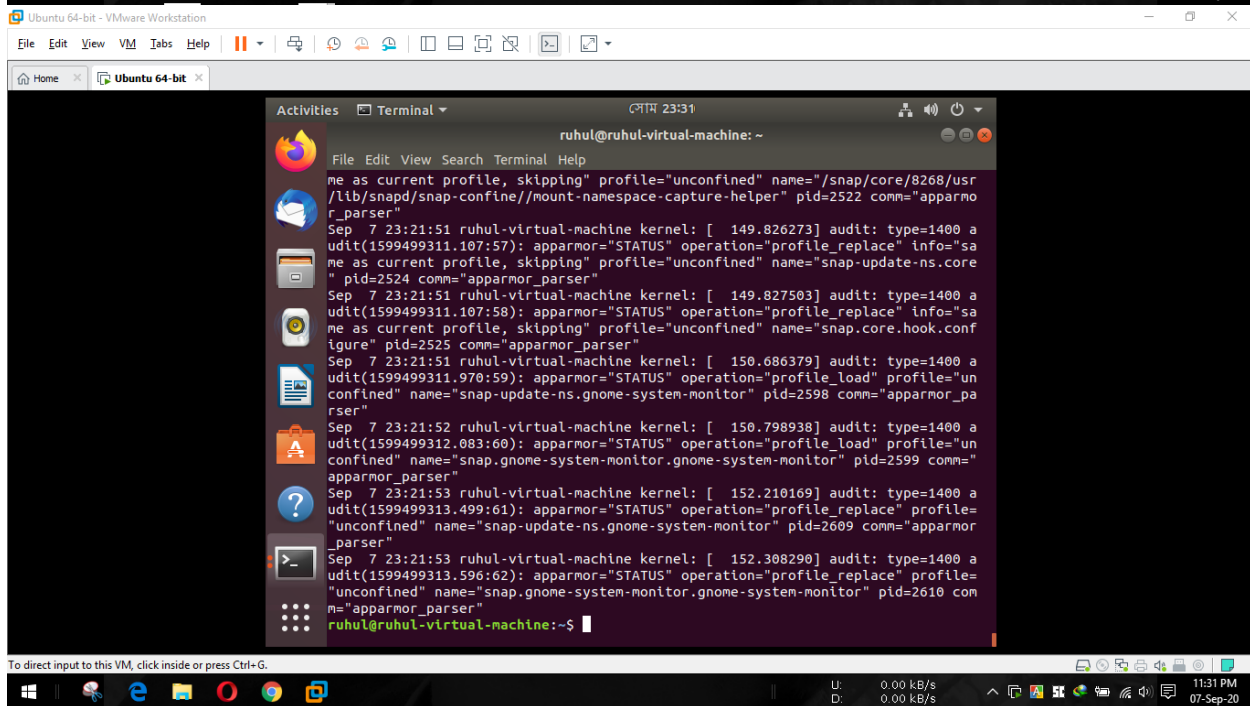 Ubuntu 64-bit - VMware Workstation
File Edit View VM Tabs Help
Home
Ubuntu 64-bit
Activities Terminal
সোম 23:31
ruhul@ruhul-virtual-machine: ~
File Edit View Search Terminal Help
me as current profile, skipping" profile="unconfined" name="/snap/core/8268/usr
/lib/snapd/snap-confine//mount-namespace-capture-helper" pid=2522 comm="apparmo
r_parser"
Sep  7 23:21:51 ruhul-virtual-machine kernel: [  149.826273] audit: type=1400 a
udit(1599499311.107:57): apparmor="STATUS" operation="profile_replace" info="sa
me as current profile, skipping" profile="unconfined" name="snap-update-ns.core
" pid=2524 comm="apparmor_parser"
Sep  7 23:21:51 ruhul-virtual-machine kernel: [  149.827503] audit: type=1400 a
udit(1599499311.107:58): apparmor="STATUS" operation="profile_replace" info="sa
me as current profile, skipping" profile="unconfined" name="snap.core.hook.conf
igure" pid=2525 comm="apparmor_parser"
Sep  7 23:21:51 ruhul-virtual-machine kernel: [  150.686379] audit: type=1400 a
udit(1599499311.970:59): apparmor="STATUS" operation="profile_load" profile="un
confined" name="snap-update-ns.gnome-system-monitor" pid=2598 comm="apparmor_pa
rser"
Sep  7 23:21:52 ruhul-virtual-machine kernel: [  150.798938] audit: type=1400 a
udit(1599499312.083:60): apparmor="STATUS" operation="profile_load" profile="un
confined" name="snap.gnome-system-monitor.gnome-system-monitor" pid=2599 comm="
apparmor_parser"
Sep  7 23:21:53 ruhul-virtual-machine kernel: [  152.210169] audit: type=1400 a
udit(1599499313.499:61): apparmor="STATUS" operation="profile_replace" profile=
"unconfined" name="snap-update-ns.gnome-system-monitor" pid=2609 comm="apparmor
_parser"
Sep  7 23:21:53 ruhul-virtual-machine kernel: [  152.308290] audit: type=1400 a
udit(1599499313.596:62): apparmor="STATUS" operation="profile_replace" profile=
"unconfined" name="snap.gnome-system-monitor.gnome-system-monitor" pid=2610 com
m="apparmor_parser"
ruhul@ruhul-virtual-machine:~$
To direct input to this VM, click inside or press Ctrl+G.
U: 0.00 kB/s
D: 0.00 kB/s
11:31 PM
07-Sep-20